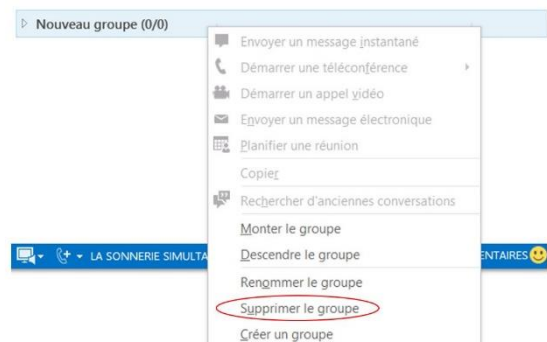 Nouveau groupe (0/0)
Envoyer un message instantané
Démarrer une téléconférence
Démarrer un appel vidéo
Envoyer un message électronique
Planifier une réunion
Copier
Rechercher d'anciennes conversations
Monter le groupe
Descendre le groupe
LA SONNERIE SIMULTA
ENTAIRES
Renommer le groupe
Supprimer le groupe
Créer un groupe